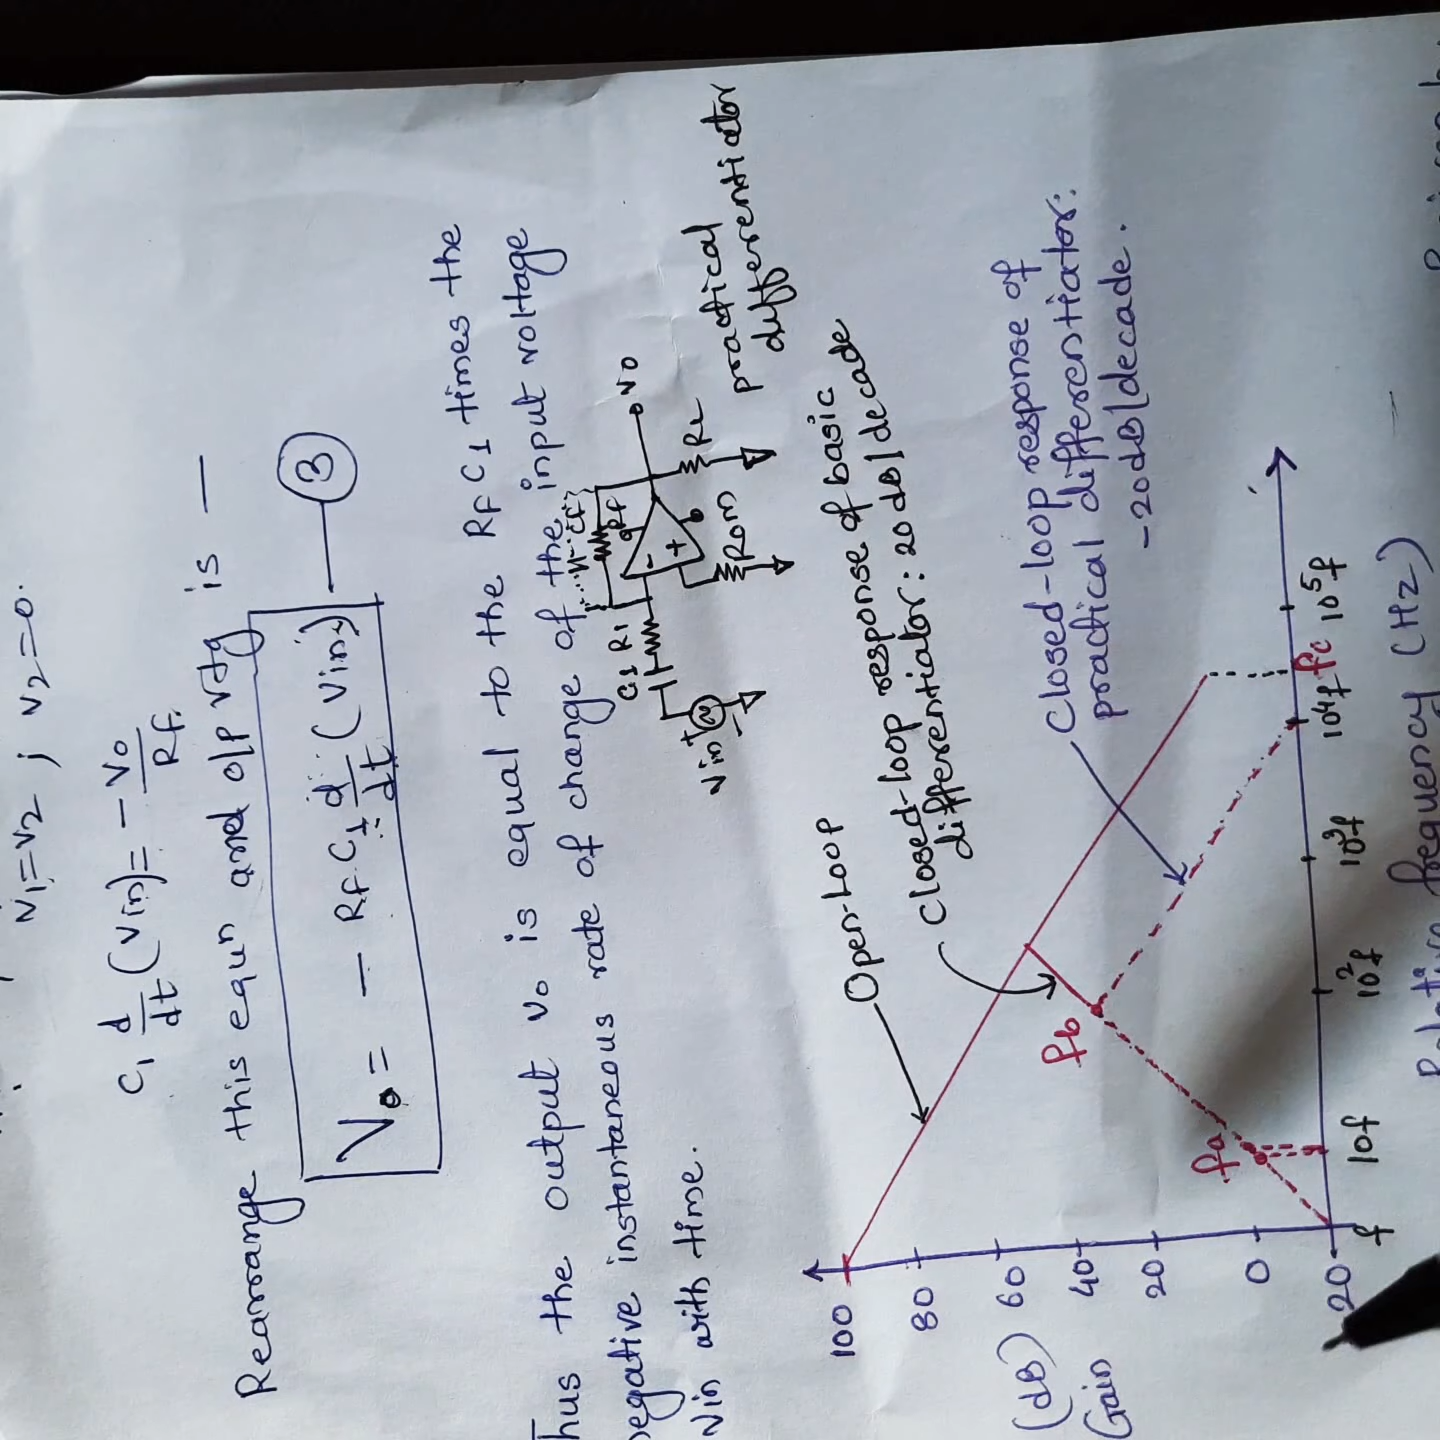 v1=v2 ; v2=0.
C1 d/dt (Vin) = - Vo/RF
Rearrange this equn and o/p vtg is —
Vo = - RF C1 d/dt (Vin) — 3
Thus the output vo is equal to the RF C1 times the
negative instantaneous rate of change of the input voltage
Vin with time.
CF
RF
C1 R1
-
+
vo
Vin
+
-
ROM
RL
practical
differentiator
Open-Loop
Closed-loop response of basic
differentiator: 20 dB/decade
Closed-loop response of
practical differentiator:
-20dB/decade.
Gain
(dB)
100
80
60
40
20
0
20
fa
fb
fc
f
10f
10²f
10³f
10⁴f
10⁵f
Relative frequency (Hz)